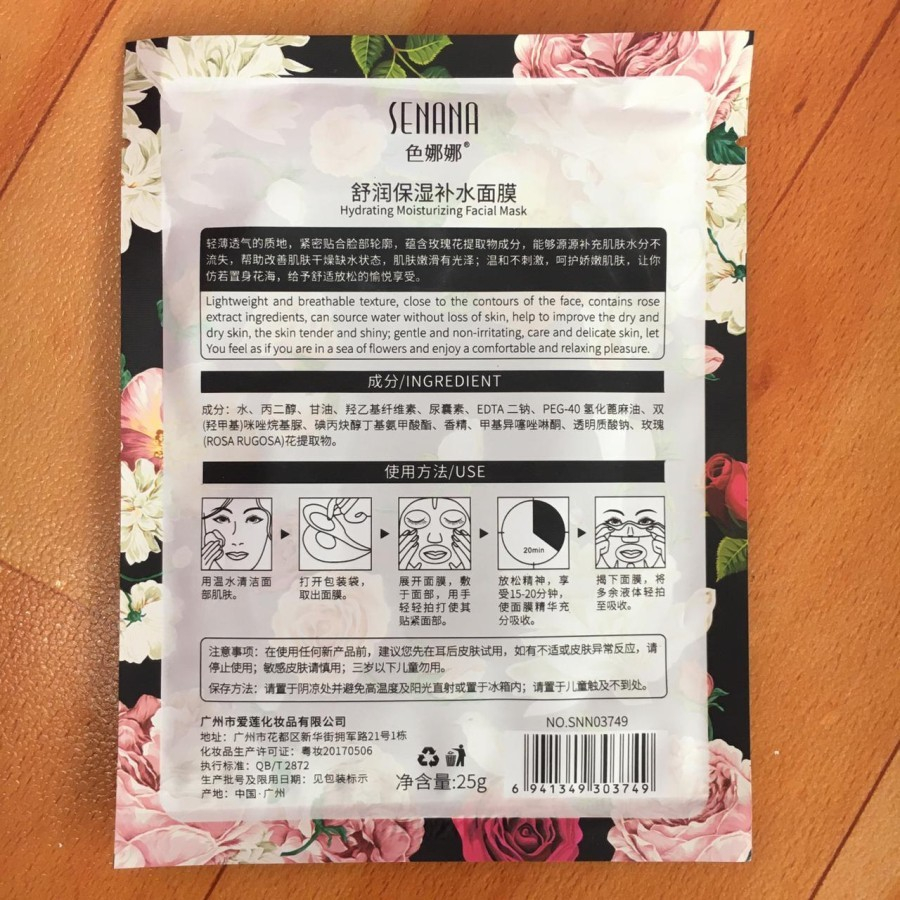 SENANA
色娜娜®
舒润保湿补水面膜
Hydrating Moisturizing Facial Mask
轻薄透气的质地，紧密贴合脸部轮廓，蕴含玫瑰花提取物成分，能够源源补充肌肤水分不
流失，帮助改善肌肤干燥缺水状态，肌肤嫩滑有光泽；温和不刺激，呵护娇嫩肌肤，让你
仿若置身花海，给予舒适放松的愉悦享受。
Lightweight and breathable texture, close to the contours of the face, contains rose
extract ingredients, can source water without loss of skin, help to improve the dry and
dry skin, the skin tender and shiny; gentle and non-irritating, care and delicate skin, let
You feel as if you are in a sea of flowers and enjoy a comfortable and relaxing pleasure.
成分/INGREDIENT
成分：水、丙二醇、甘油、羟乙基纤维素、尿囊素、EDTA 二钠、PEG-40 氢化蓖麻油、双
(羟甲基)咪唑烷基脲、碘丙炔醇丁基氨甲酸酯、香精、甲基异噻唑啉酮、透明质酸钠、玫瑰
(ROSA RUGOSA)花提取物。
使用方法/USE
20min
用温水清洁面
部肌肤。
打开包装袋，
取出面膜。
展开面膜，敷
于面部，用手
轻轻拍打使其
贴紧面部。
放松精神，享
受15-20分钟，
使面膜精华充
分吸收。
揭下面膜，将
多余液体轻拍
至吸收。
注意事项：在使用任何新产品前，建议您先在耳后皮肤试用，如有不适或皮肤异常反应，请
停止使用；敏感皮肤请慎用；三岁以下儿童勿用。
保存方法：请置于阴凉处并避免高温度及阳光直射或置于冰箱内；请置于儿童触及不到处。
广州市爱莲化妆品有限公司
地址：广州市花都区新华街拥军路21号1栋
化妆品生产许可证：粤妆20170506
执行标准：QB/T 2872
生产批号及限用日期：见包装标示
产地：中国·广州
净含量:25g
NO.SNN03749
6 941349 303749